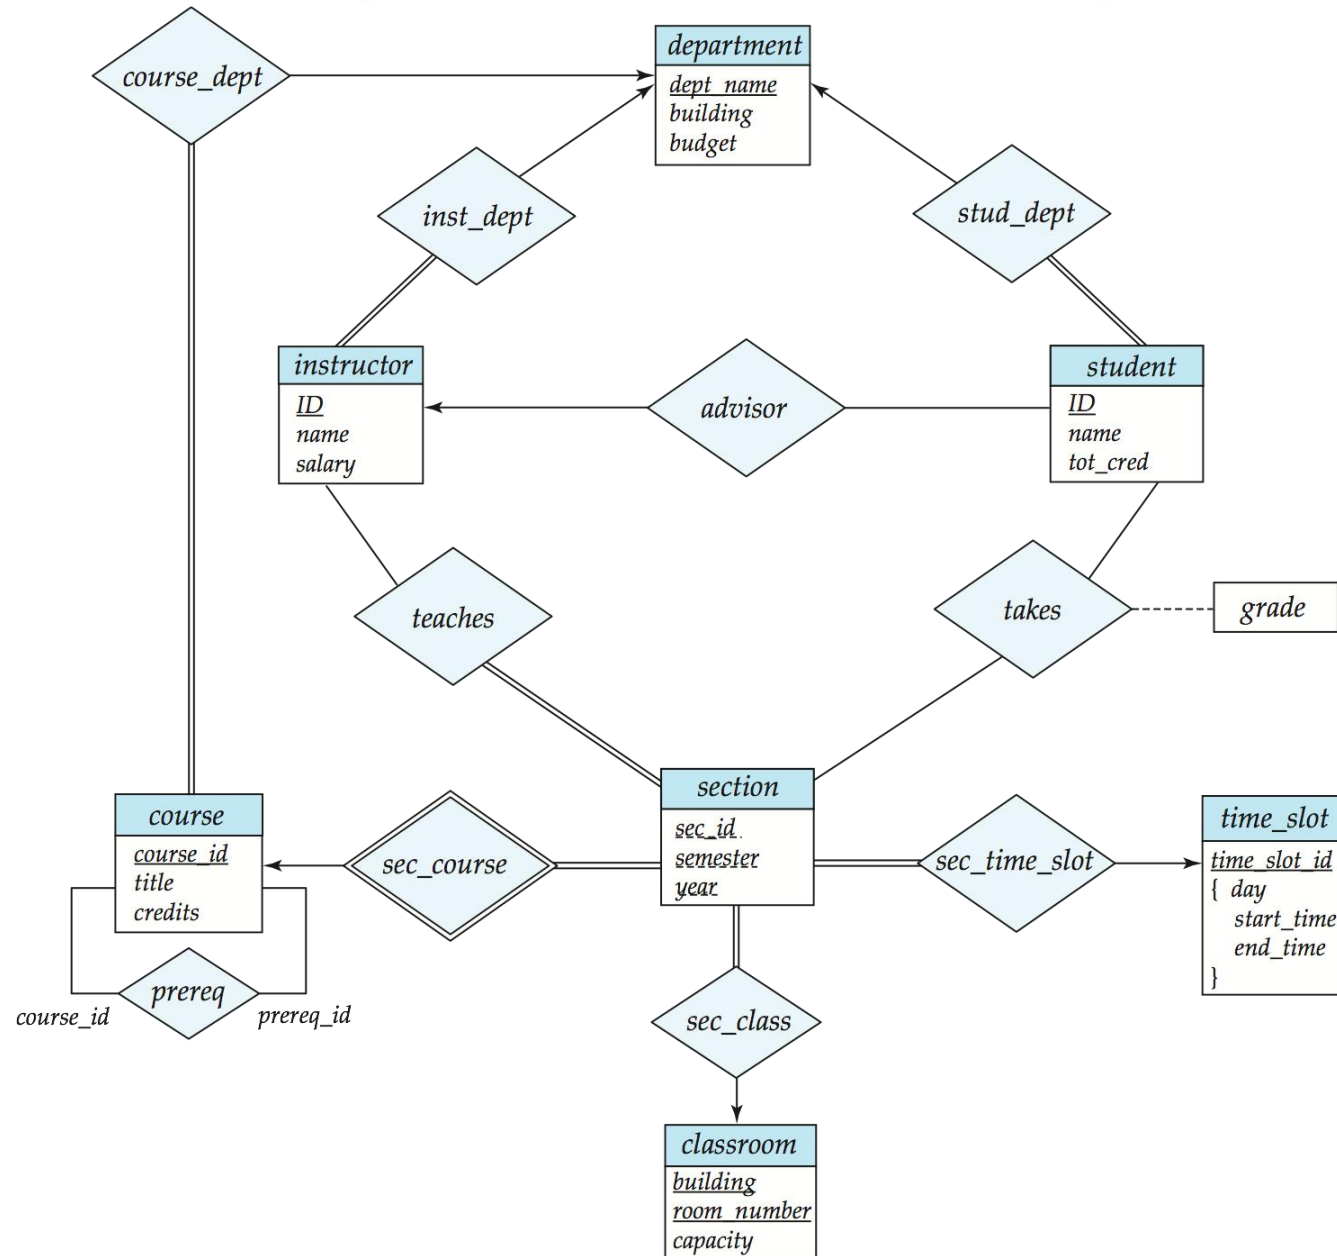 course_dept
department
dept_name
building
budget
inst_dept
stud_dept
instructor
ID
name
salary
advisor
student
ID
name
tot_cred
teaches
takes
grade
course
course_id
title
credits
sec_course
section
sec_id
semester
year
sec_time_slot
time_slot
time_slot_id
{ day
start_time
end_time
}
prereq
course_id
prereq_id
sec_class
classroom
building
room_number
capacity